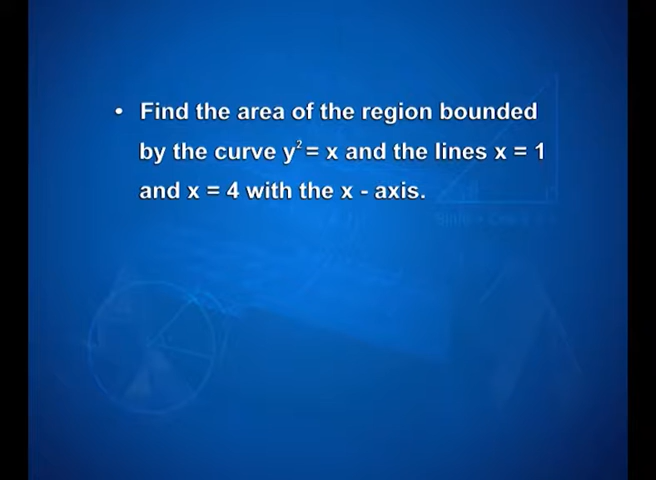 • Find the area of the region bounded
by the curve y² = x and the lines x = 1
and x = 4 with the x - axis.